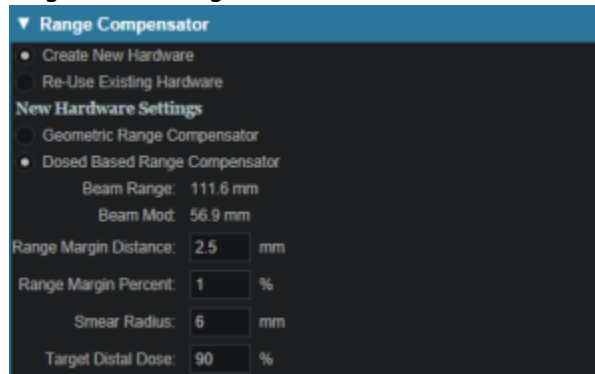 ▼ Range Compensator
Create New Hardware
Re-Use Existing Hardware
New Hardware Settings
Geometric Range Compensator
Dosed Based Range Compensator
Beam Range: 111.6 mm
Beam Mod: 56.9 mm
Range Margin Distance: 2.5 mm
Range Margin Percent: 1 %
Smear Radius: 6 mm
Target Distal Dose: 90 %